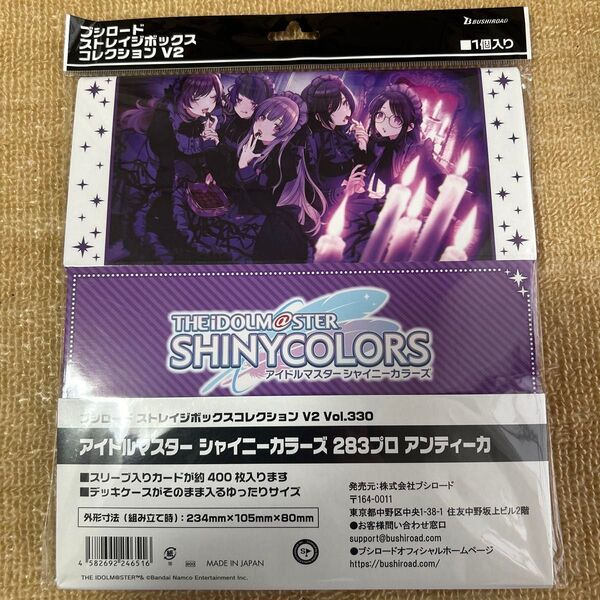 ブシロード
ストレイジボックス
コレクション V2
BUSHIROAD
■1個入り
THE iDOLM@STER
SHINYCOLORS
アイドルマスター シャイニーカラーズ
ブシロード ストレイジボックスコレクション V2 Vol.330
アイドルマスター シャイニーカラーズ 283プロ アンティーカ
■スリーブ入りカードが約400枚入ります
■デッキケースがそのまま入るゆったりサイズ
外形寸法(組み立て時):234mm×105mm×80mm
発売元:株式会社ブシロード
〒164-0011
東京都中野区中央1-38-1 住友中野坂上ビル2階
●お客様問い合わせ窓口
support@bushiroad.com
●ブシロードオフィシャルホームページ
https://bushiroad.com/
4 582692 246516
MADE IN JAPAN
THE IDOLM@STER™& ©Bandai Namco Entertainment Inc.